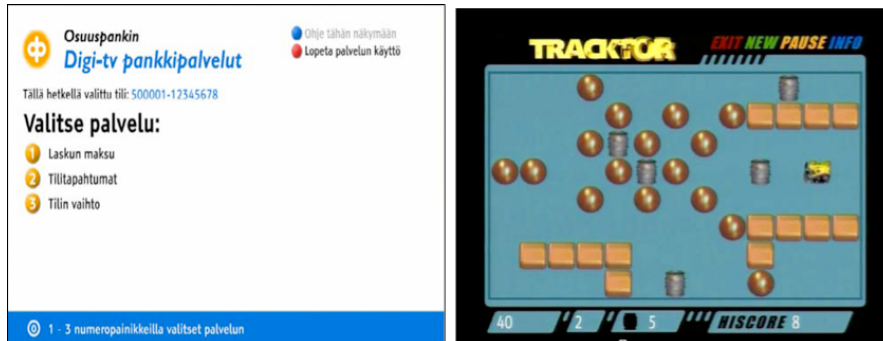 Osuuspankin
Digi-tv pankkipalvelut
Ohje tähän näkymään
Lopeta palvelun käyttö
Tällä hetkellä valittu tili: 500001-12345678
Valitse palvelu:
1 Laskun maksu
2 Tilitapahtumat
3 Tilin vaihto
1 - 3 numeropainikkeilla valitset palvelun
TRACKTOR
EXIT NEW PAUSE INFO
40 2 5 HISCORE 8